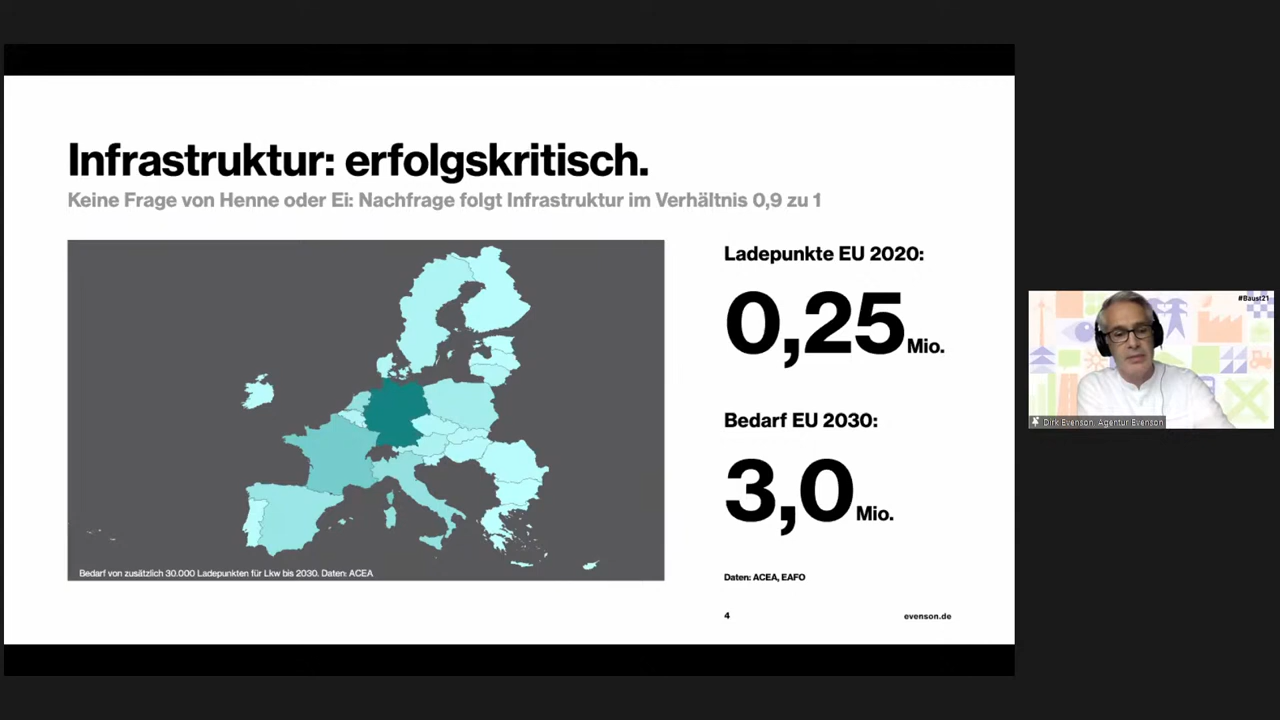 Infrastruktur: erfolgskritisch.
Keine Frage von Henne oder Ei: Nachfrage folgt Infrastruktur im Verhältnis 0,9 zu 1
Bedarf von zusätzlich 30.000 Ladepunkten für Lkw bis 2030. Daten: ACEA
Ladepunkte EU 2020:
0,25 Mio.
Bedarf EU 2030:
3,0 Mio.
Daten: ACEA, EAFO
4
evenson.de
#Baust21
Dirk Evenson, Agentur Evenson